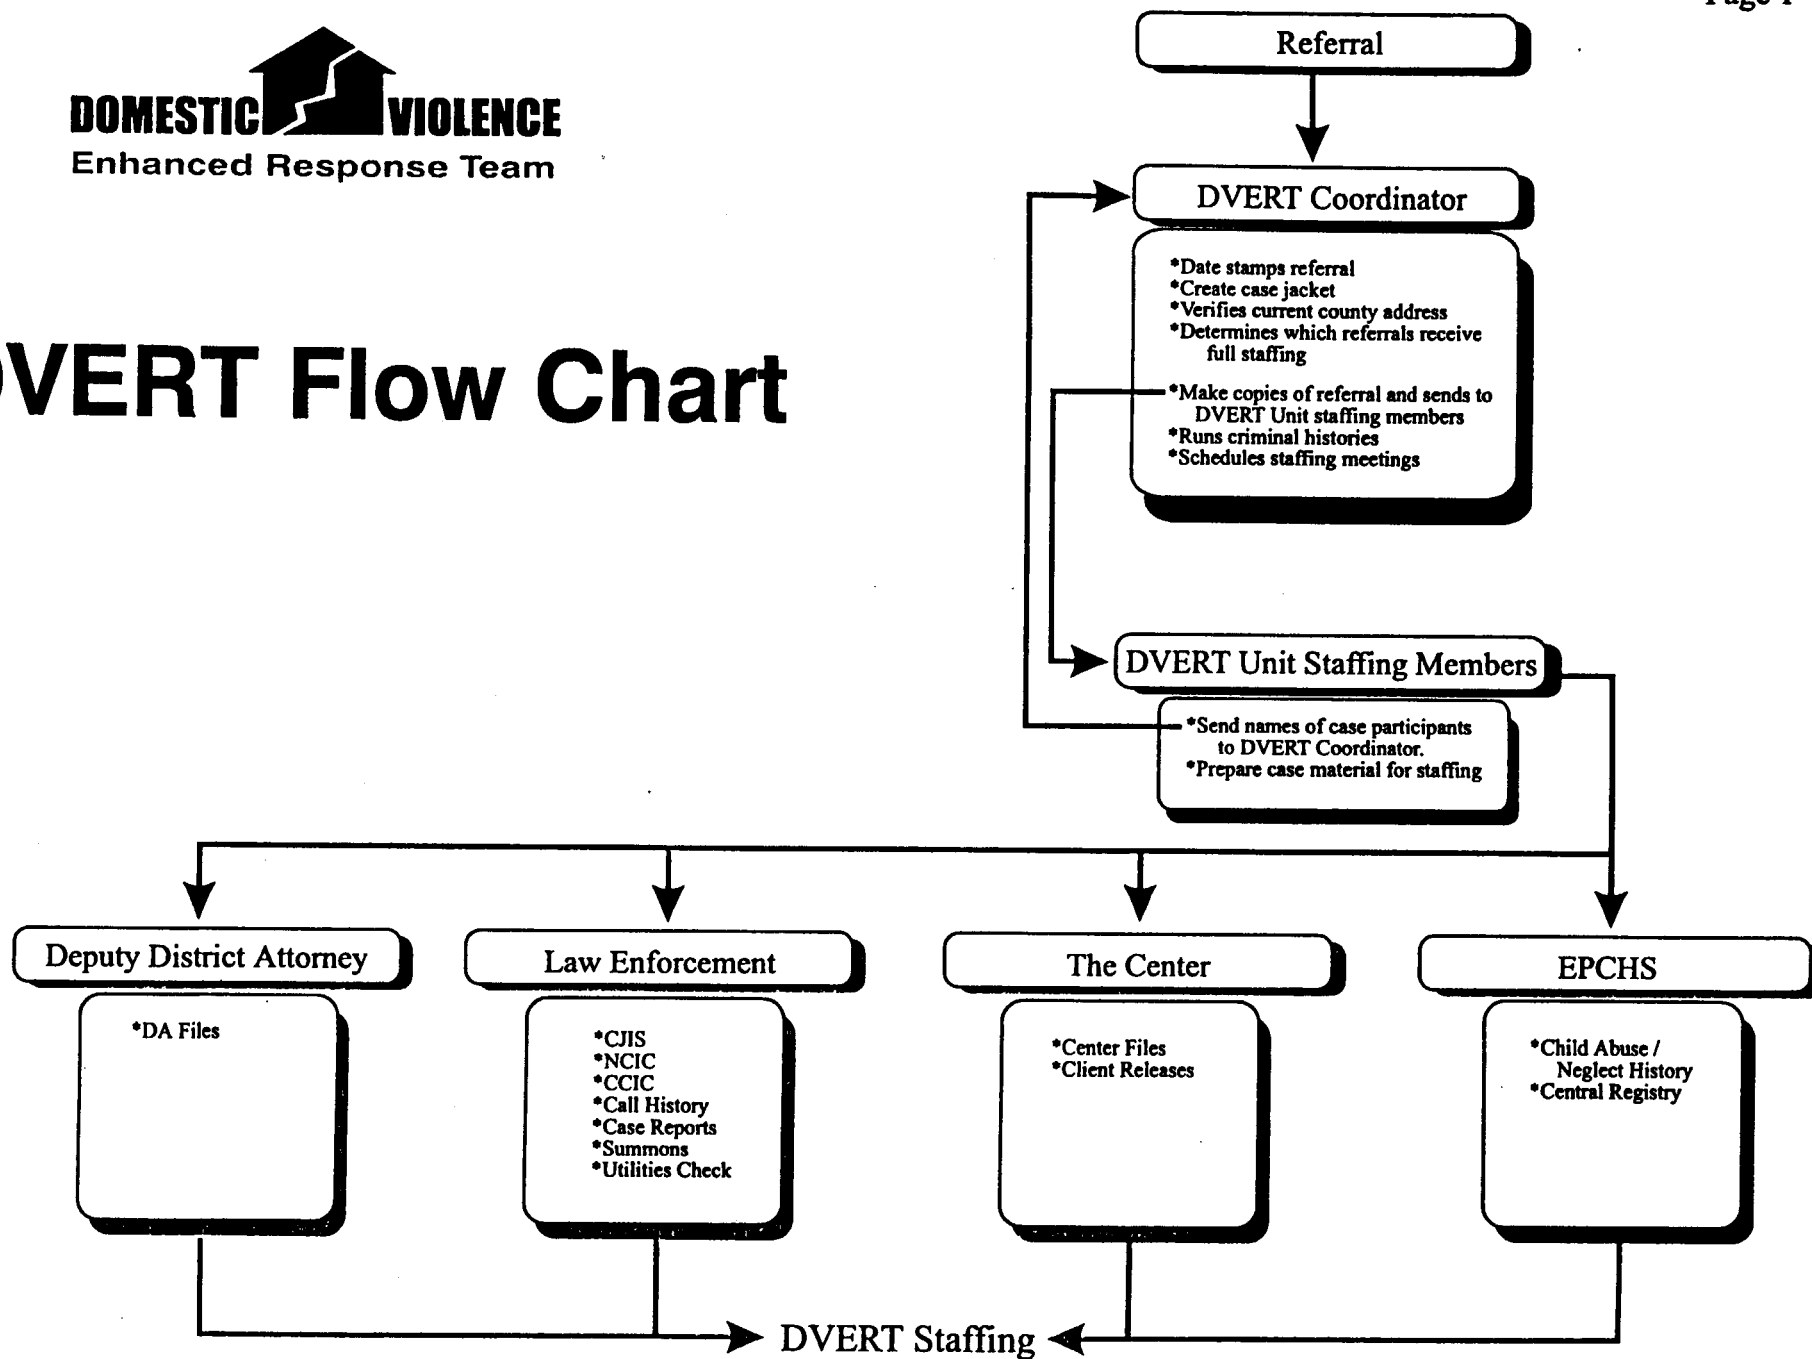 Page 1
Referral
DOMESTIC VIOLENCE
Enhanced Response Team
DVERT Coordinator
*Date stamps referral
*Create case jacket
*Verifies current county address
*Determines which referrals receive
full staffing
*Make copies of referral and sends to
DVERT Unit staffing members
*Runs criminal histories
*Schedules staffing meetings
DVERT Flow Chart
DVERT Unit Staffing Members
*Send names of case participants
to DVERT Coordinator.
*Prepare case material for staffing
Deputy District Attorney
*DA Files
Law Enforcement
*CJIS
*NCIC
*CCIC
*Call History
*Case Reports
*Summons
*Utilities Check
The Center
*Center Files
*Client Releases
EPCHS
*Child Abuse /
Neglect History
*Central Registry
DVERT Staffing